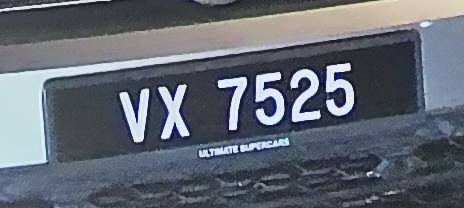 VX 7525
ULTIMATE SUPERCARS